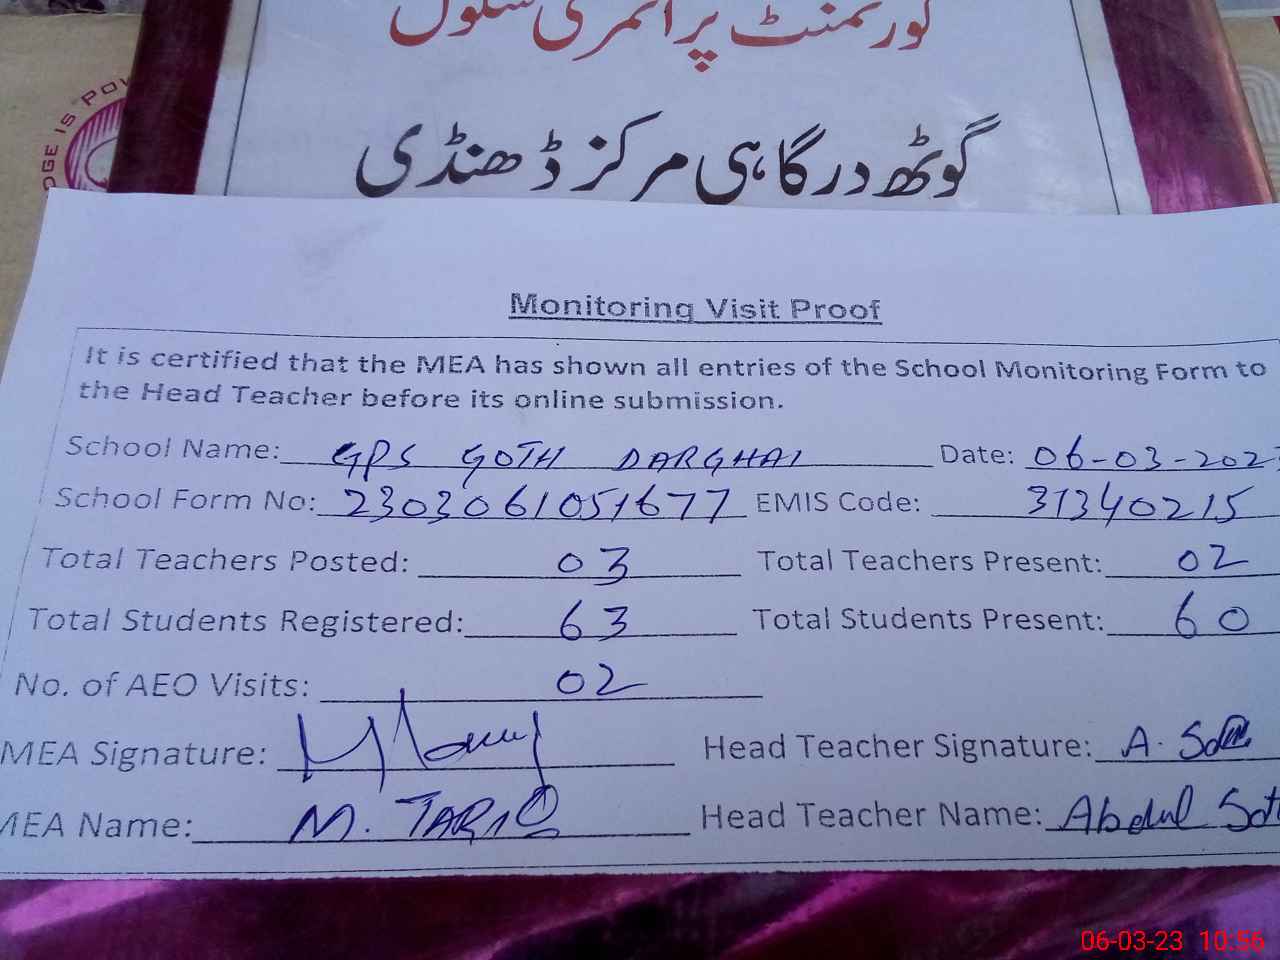 گورنمنٹ پرائمری سکول
گوٹھ درگاہی مرکز ڈھنڈی
Monitoring Visit Proof
It is certified that the MEA has shown all entries of the School Monitoring Form to
the Head Teacher before its online submission.
School Name: GPS GOTH DARGHAI Date: 06-03-202
School Form No: 2303061051677 EMIS Code: 31340215
Total Teachers Posted: 03 Total Teachers Present: 02
Total Students Registered: 63 Total Students Present: 60
No. of AEO Visits: 02
MEA Signature: Head Teacher Signature: A.
MEA Name: M. TARIQ Head Teacher Name: Abdul
06-03-23 10:56